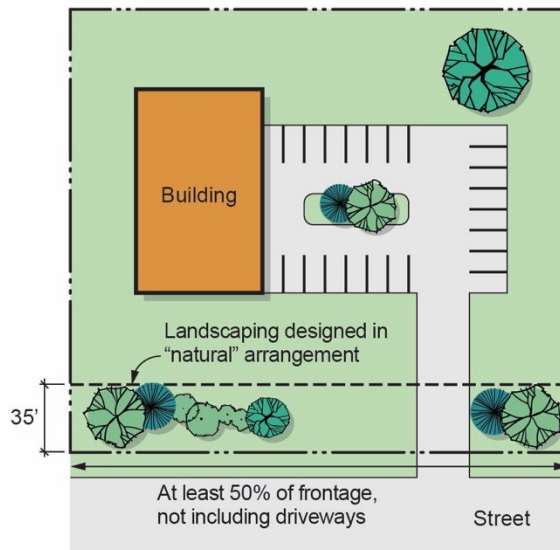 Building
Landscaping designed in
“natural” arrangement
35’
At least 50% of frontage,
not including driveways
Street